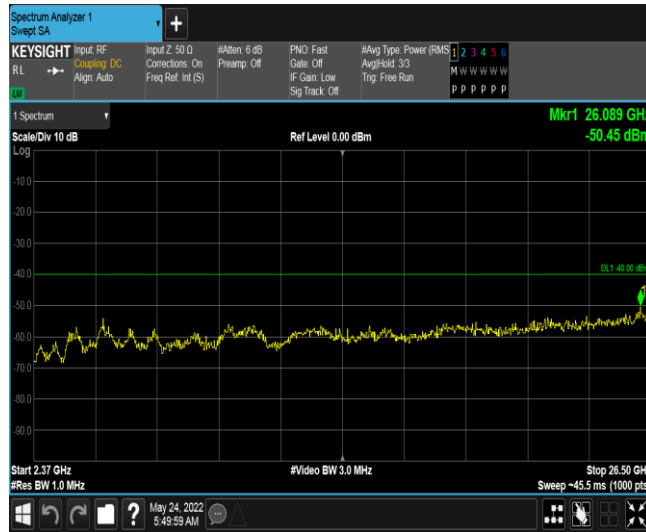 Spectrum Analyzer 1
Swept SA
+
KEYSIGHT
RL
LXI
Input: RF
Coupling: DC
Align: Auto
Input Z: 50 Ω
Corrections: On
Freq Ref: Int (S)
#Atten: 6 dB
Preamp: Off
PNO: Fast
Gate: Off
IF Gain: Low
Sig Track: Off
#Avg Type: Power (RMS
Avg|Hold: 3/3
Trig: Free Run
1 2 3 4 5 6
M W W W W W
P P P P P P
1 Spectrum
Scale/Div 10 dB
Log
Ref Level 0.00 dBm
Mkr1 26.089 GHz
-50.45 dBm
-10.0
-20.0
-30.0
-40.0
DL1 -40.00 dBm
-50.0
1
-60.0
-70.0
-80.0
-90.0
Start 2.37 GHz
#Res BW 1.0 MHz
#Video BW 3.0 MHz
Stop 26.50 GH
Sweep ~45.5 ms (1000 pts
?
May 24, 2022
5:49:59 AM